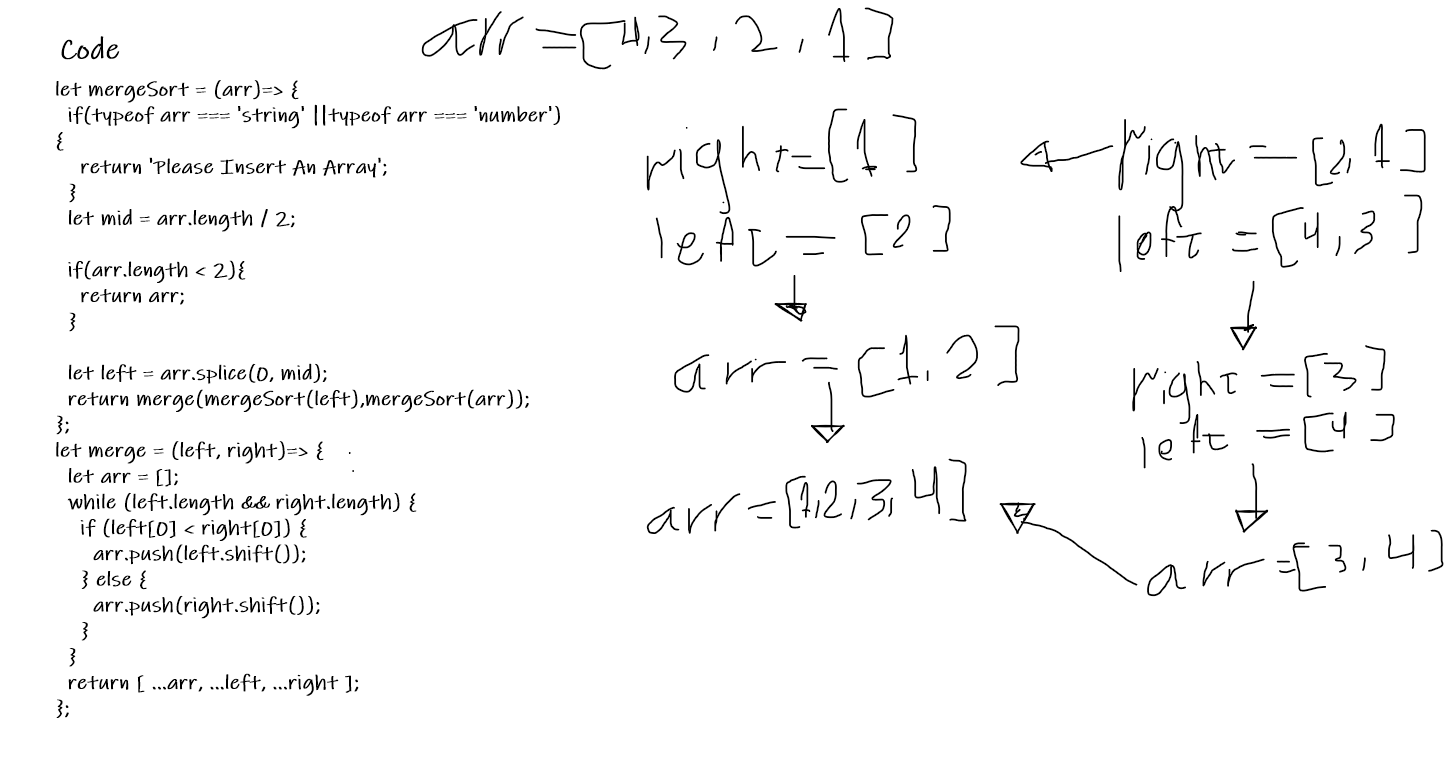 Code
let mergeSort = (arr)=> {
if(typeof arr === 'string' ||typeof arr === 'number')
{
return 'Please Insert An Array';
}
let mid = arr.length / 2;
if(arr.length < 2){
return arr;
}
let left = arr.splice(0, mid);
return merge(mergeSort(left),mergeSort(arr));
};
let merge = (left, right)=> {
let arr = [];
while (left.length && right.length) {
if (left[0] < right[0]) {
arr.push(left.shift());
} else {
arr.push(right.shift());
}
}
return [ ...arr, ...left, ...right ];
};
arr = [4,3,2,1]
right = [2,1]
left = [4,3]
right = [1]
left = [2]
arr = [1,2]
right = [3]
left = [4]
arr = [3,4]
arr = [1,2,3,4]